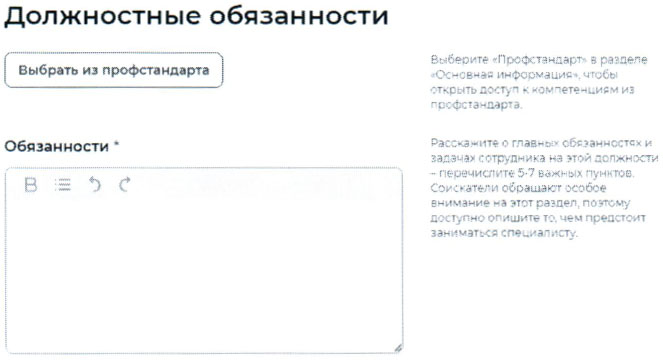 Должностные обязанности
Выбрать из профстандарта
Выберите «Профстандарт» в разделе
«Основная информация», чтобы
открыть доступ к компетенциям из
профстандарта.
Обязанности *
B
Расскажите о главных обязанностях и
задачах сотрудника на этой должности
– перечислите 5-7 важных пунктов.
Соискатели обращают особое
внимание на этот раздел, поэтому
доступно опишите то, чем предстоит
заниматься специалисту.